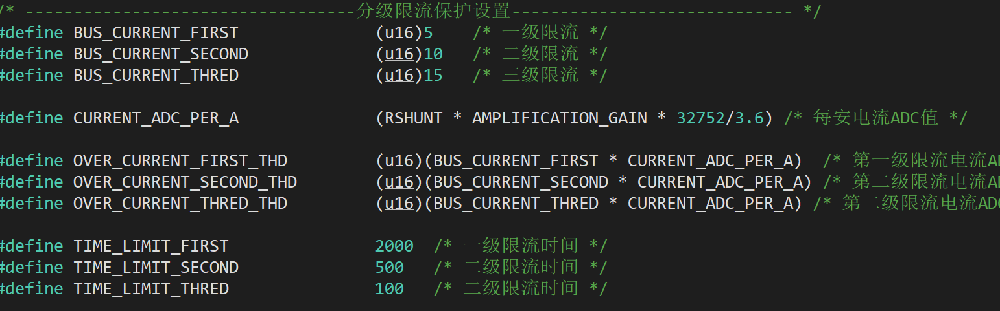 /* ----------------------------------分级限流保护设置----------------------------- */
#define BUS_CURRENT_FIRST (u16)5 /* 一级限流 */
#define BUS_CURRENT_SECOND (u16)10 /* 二级限流 */
#define BUS_CURRENT_THRED (u16)15 /* 三级限流 */
#define CURRENT_ADC_PER_A (RSHUNT * AMPLIFICATION_GAIN * 32752/3.6) /* 每安电流ADC值 */
#define OVER_CURRENT_FIRST_THD (u16)(BUS_CURRENT_FIRST * CURRENT_ADC_PER_A) /* 第一级限流电流AD
#define OVER_CURRENT_SECOND_THD (u16)(BUS_CURRENT_SECOND * CURRENT_ADC_PER_A) /* 第二级限流电流AD
#define OVER_CURRENT_THRED_THD (u16)(BUS_CURRENT_THRED * CURRENT_ADC_PER_A) /* 第二级限流电流ADC
#define TIME_LIMIT_FIRST 2000 /* 一级限流时间 */
#define TIME_LIMIT_SECOND 500 /* 二级限流时间 */
#define TIME_LIMIT_THRED 100 /* 二级限流时间 */